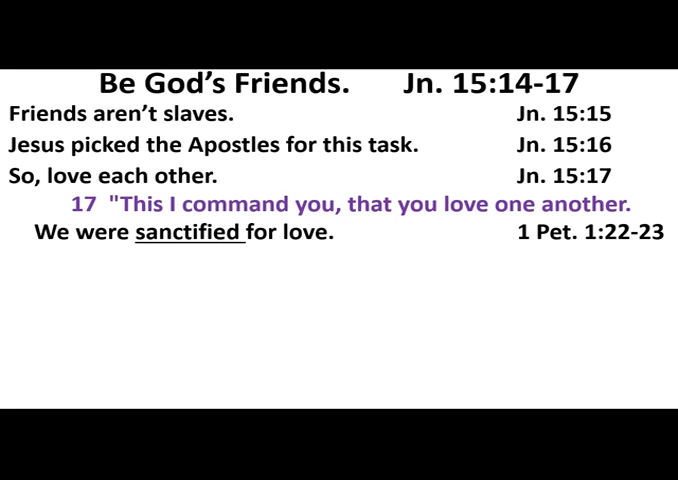 Be God’s Friends. Jn. 15:14-17
Friends aren’t slaves. Jn. 15:15
Jesus picked the Apostles for this task. Jn. 15:16
So, love each other. Jn. 15:17
17 "This I command you, that you love one another.
We were sanctified for love. 1 Pet. 1:22-23